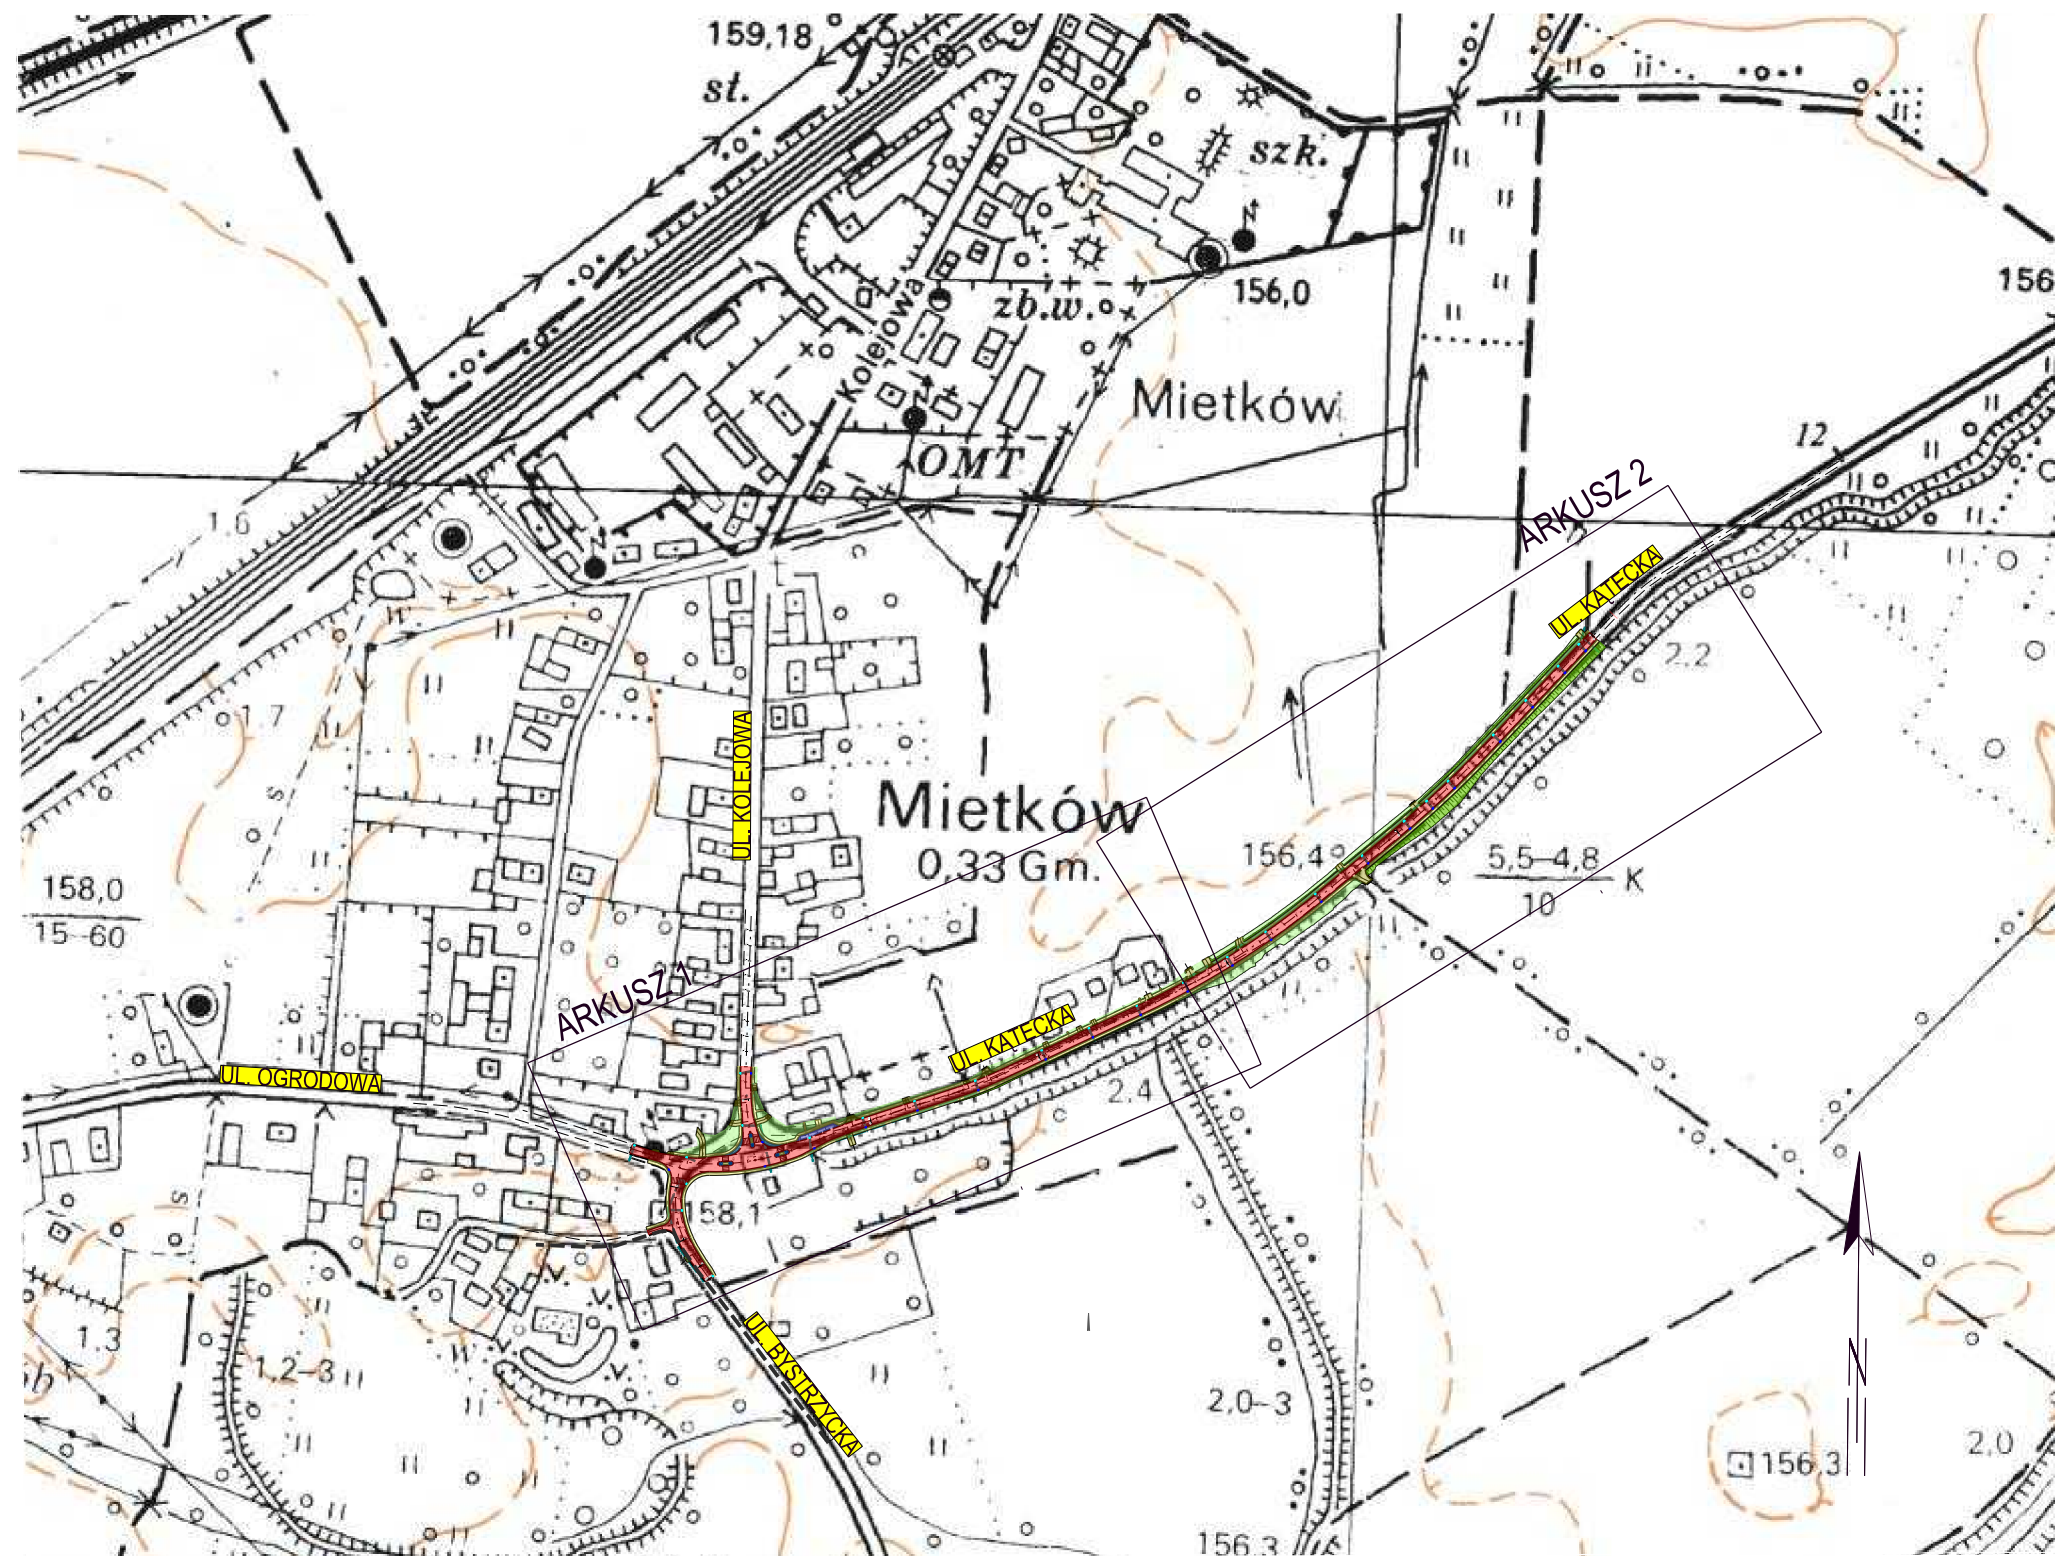 159,18
st.
szk.
156,0
156
zb.w.
Kolejowa
Mietków
12
OMT
ARKUSZ 2
1.6
UL. KĄTECKA
2.2
1.7
UL. KOLEJOWA
Mietków
0,33 Gm.
156,4
5,5–4,8
10
K
158,0
15–60
ARKUSZ 1
UL. KĄTECKA
UL. OGRODOWA
2.4
158,1
1.3
1,2–3
W
UL. BYSTRZYCKA
2,0–3
N
2,0
156,3
156,3